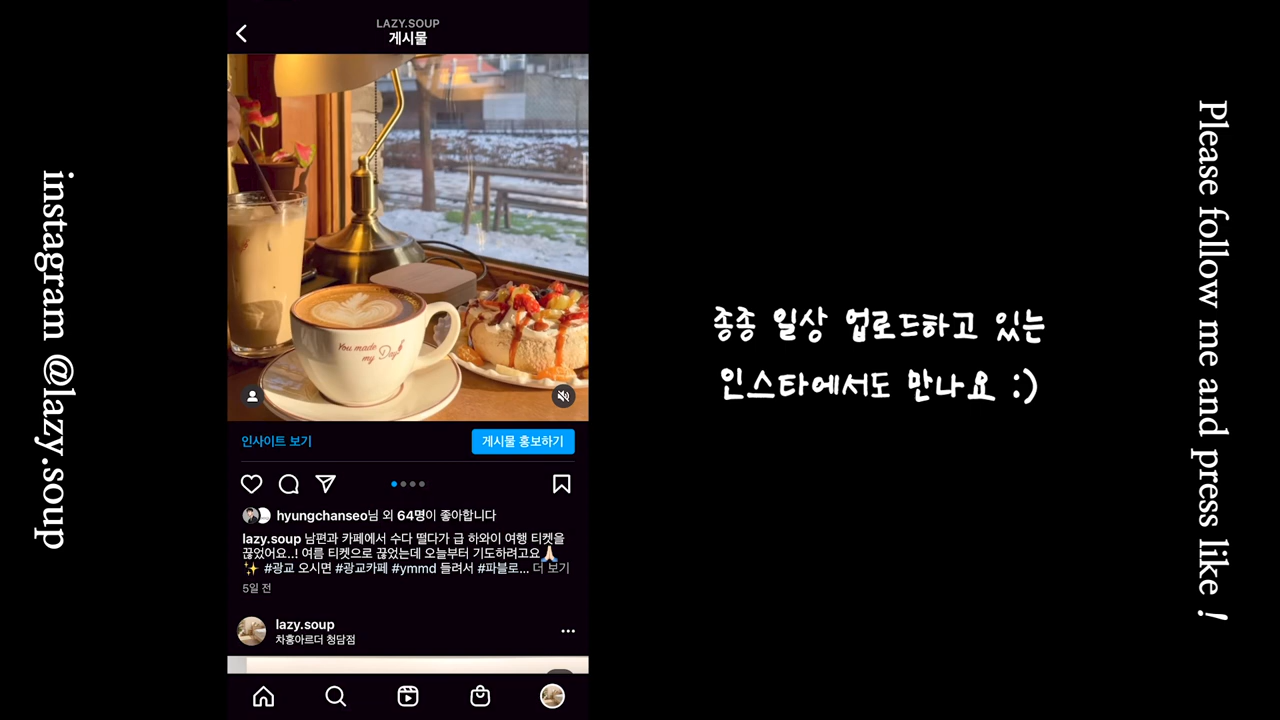 instagram @lazy.soup
LAZY.SOUP
게시물
You made
my Day
인사이트 보기
게시물 홍보하기
hyungchanseo님 외 64명이 좋아합니다
lazy.soup 남편과 카페에서 수다 떨다가 급 하와이 여행 티켓을
끊었어요..! 여름 티켓으로 끊었는데 오늘부터 기도하려고요🙏🏻
✨ #광교 오시면 #광교카페 #ymmd 들려서 #파블로... 더 보기
5일 전
lazy.soup
차홍아르더 청담점
종종 일상 업로드하고 있는
인스타에서도 만나요 :)
Please follow me and press like !